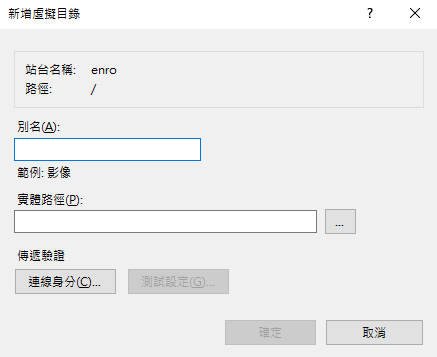 新增虛擬目錄
?
站台名稱: enro
路徑: /
別名(A):
範例: 影像
實體路徑(P):
...
傳遞驗證
連線身分(C)... 測試設定(G)...
確定 取消